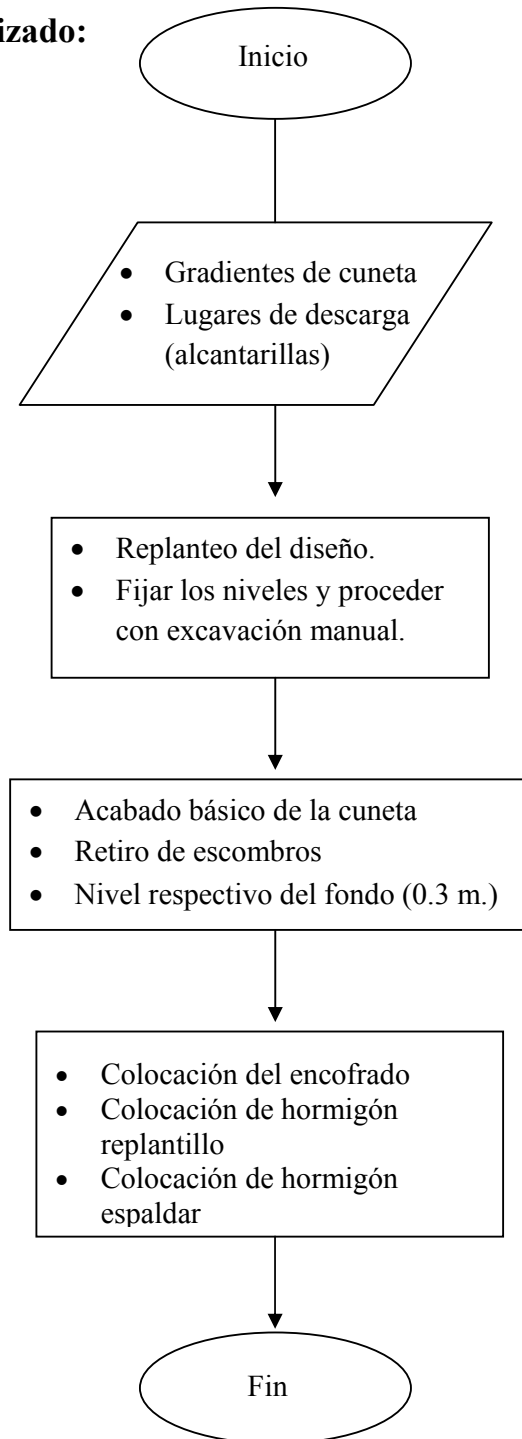 izado:
Inicio
• Gradientes de cuneta
• Lugares de descarga
(alcantarillas)
• Replanteo del diseño.
• Fijar los niveles y proceder
con excavación manual.
• Acabado básico de la cuneta
• Retiro de escombros
• Nivel respectivo del fondo (0.3 m.)
• Colocación del encofrado
• Colocación de hormigón
replantillo
• Colocación de hormigón
espaldar
Fin